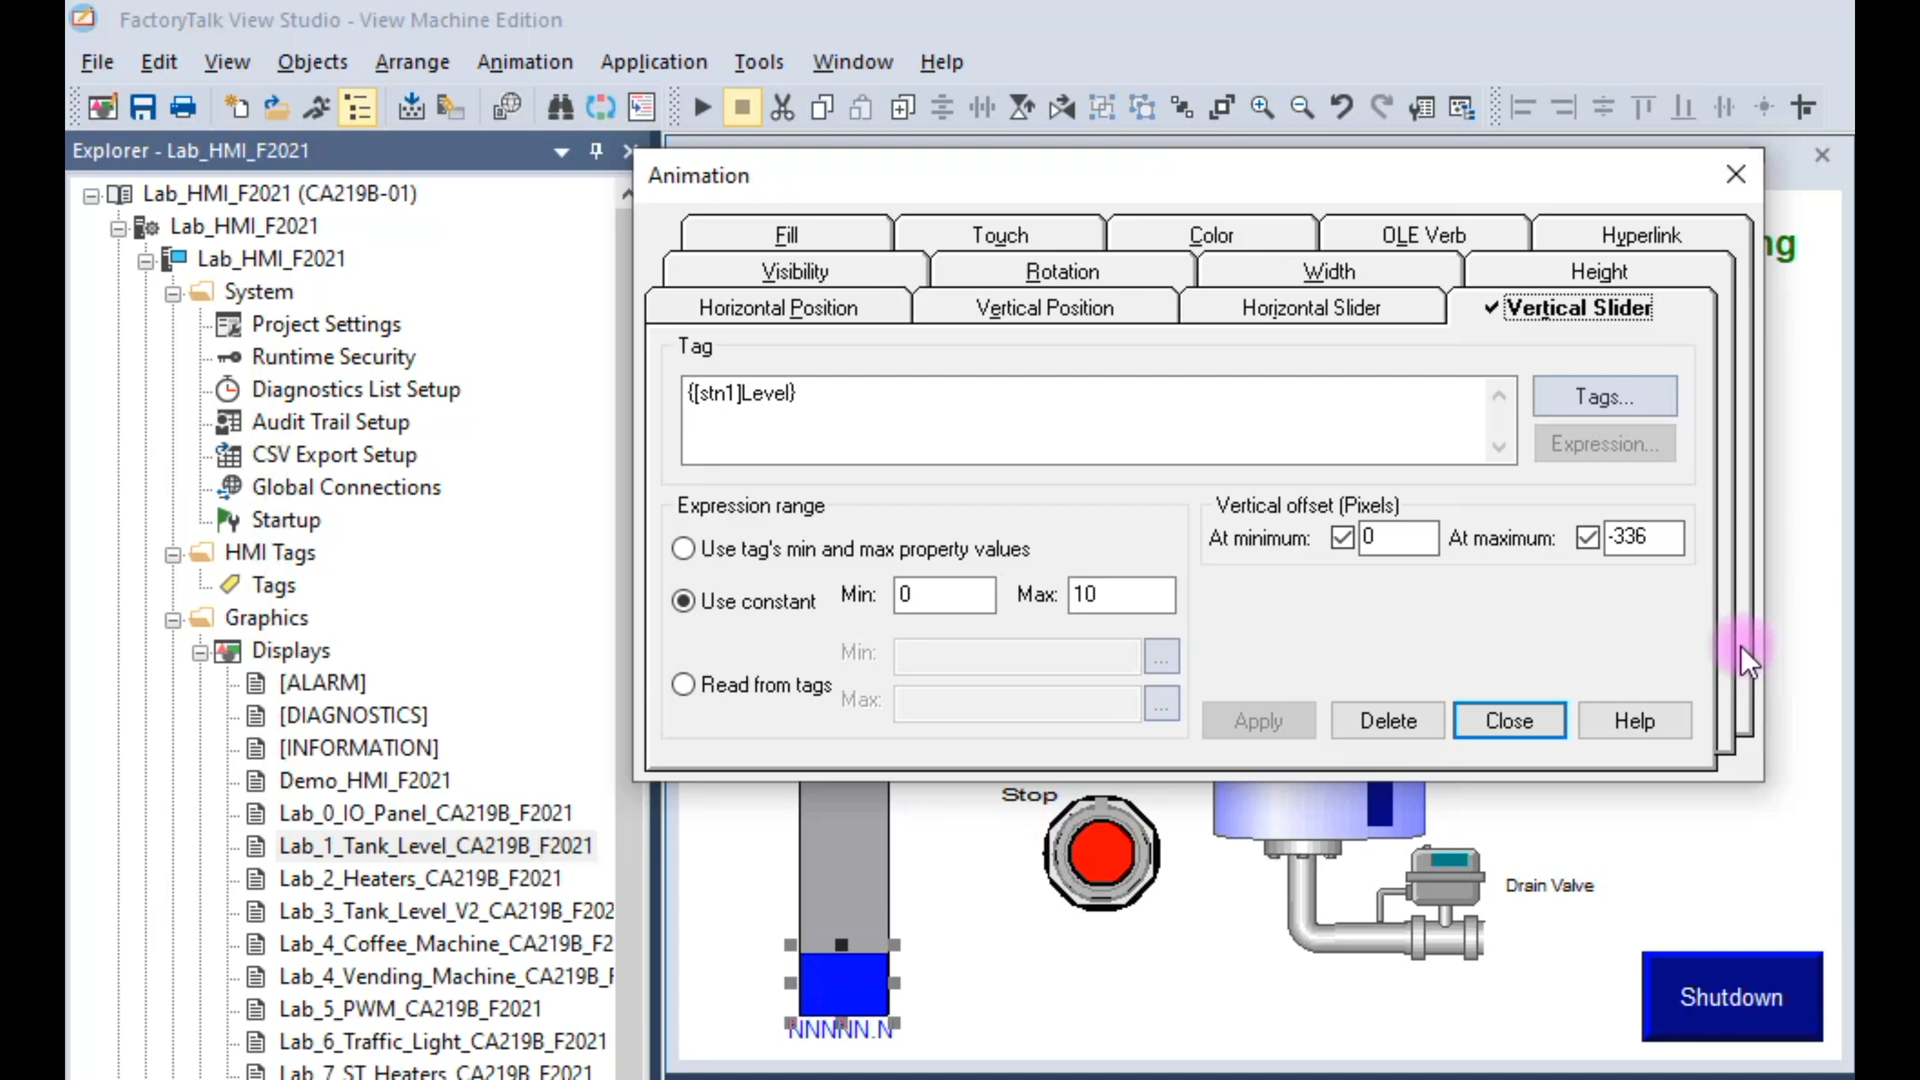 FactoryTalk View Studio - View Machine Edition
File Edit View Objects Arrange Animation Application Tools Window Help
Explorer - Lab_HMI_F2021
Lab_HMI_F2021 (CA219B-01)
Lab_HMI_F2021
Lab_HMI_F2021
System
Project Settings
Runtime Security
Diagnostics List Setup
Audit Trail Setup
CSV Export Setup
Global Connections
Startup
HMI Tags
Tags
Graphics
Displays
[ALARM]
[DIAGNOSTICS]
[INFORMATION]
Demo_HMI_F2021
Lab_0_IO_Panel_CA219B_F2021
Lab_1_Tank_Level_CA219B_F2021
Lab_2_Heaters_CA219B_F2021
Lab_3_Tank_Level_V2_CA219B_F202
Lab_4_Coffee_Machine_CA219B_F2
Lab_4_Vending_Machine_CA219B_F
Lab_5_PWM_CA219B_F2021
Lab_6_Traffic_Light_CA219B_F2021
Lab_7_ST_Heaters_CA219B_F2021
Animation
Fill Touch Color OLE Verb Hyperlink
Visibility Rotation Width Height
Horizontal Position Vertical Position Horizontal Slider Vertical Slider
Tag
{[stn1]Level}
Tags...
Expression...
Expression range
Use tag's min and max property values
Use constant Min: 0 Max: 10
Read from tags
Min: ...
Max: ...
Vertical offset (Pixels)
At minimum: 0 At maximum: -336
Apply Delete Close Help
ng
Stop
Drain Valve
Shutdown
NNNNN.N